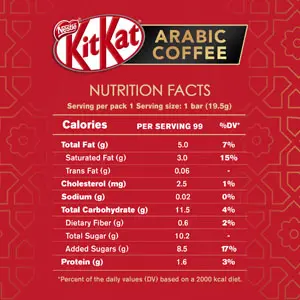 Nestlé
KitKat
ARABIC
COFFEE
NUTRITION FACTS
Serving per pack 1 Serving size: 1 bar (19.5g)
Calories PER SERVING 99 %DV*
Total Fat (g) 5.0 7%
Saturated Fat (g) 3.0 15%
Trans Fat (g) 0.06 -
Cholesterol (mg) 2.5 1%
Sodium (g) 0.02 0%
Total Carbohydrate (g) 11.5 4%
Dietary Fiber (g) 0.6 2%
Total Sugar (g) 10.2 -
Added Sugars (g) 8.5 17%
Protein (g) 1.6 3%
*Percent of the daily values (DV) based on a 2000 kcal diet.